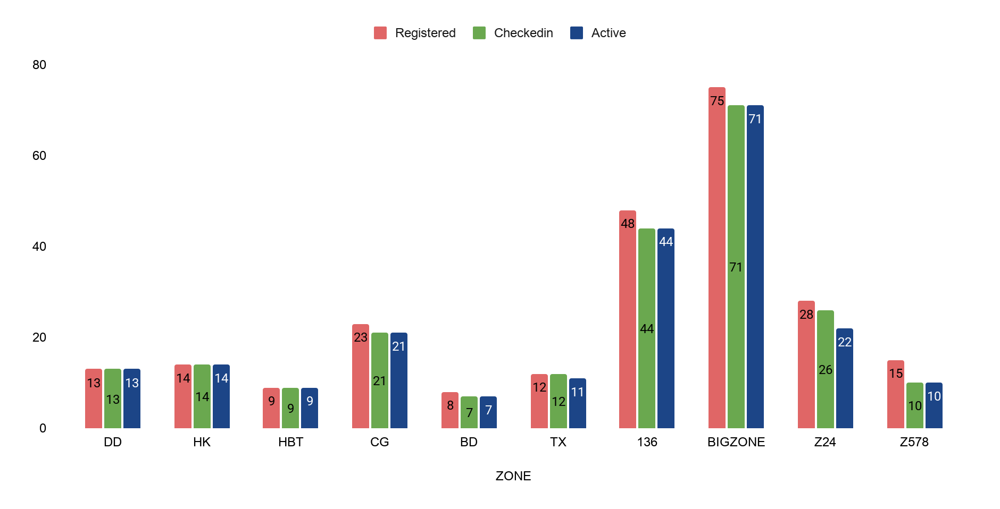 Registered Checkedin Active
80
60
40
20
0
13 13 13
14 14 14
9 9 9
23 21 21
8 7 7
12 12 11
48 44 44
75 71 71
28 26 22
15 10 10
DD HK HBT CG BD TX 136 BIGZONE Z24 Z578
ZONE